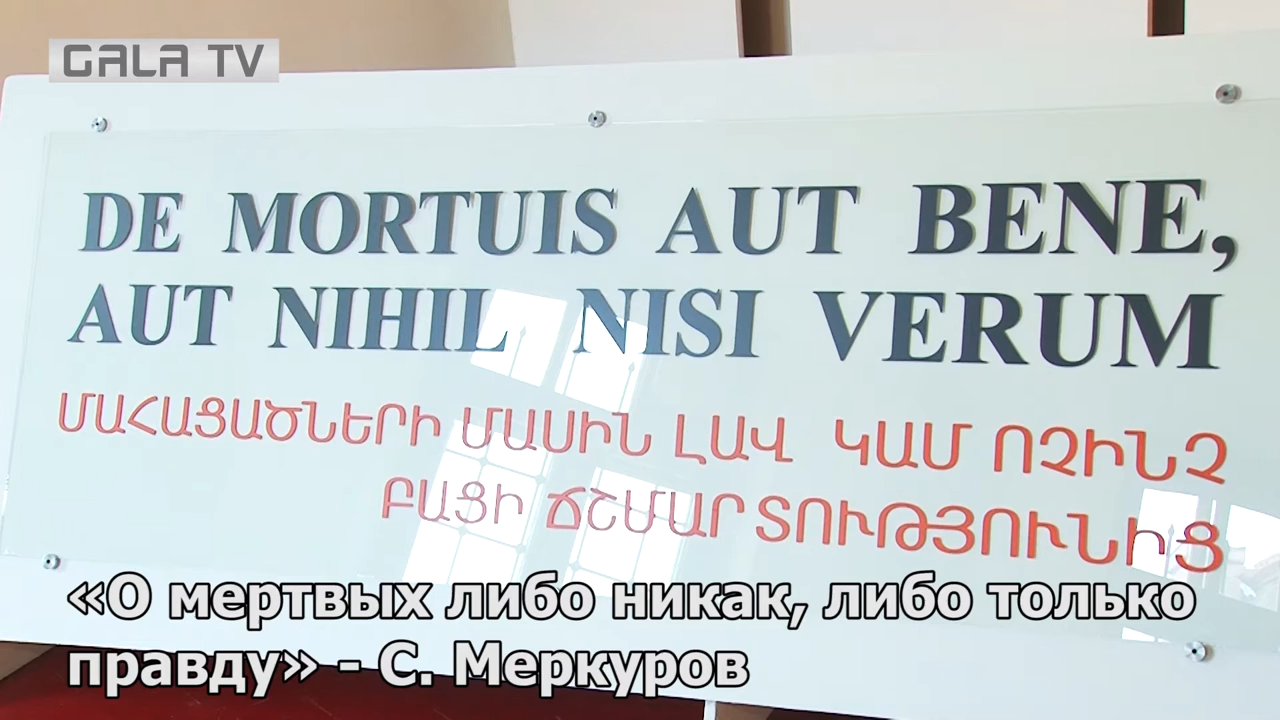 GALA TV
DE MORTUIS AUT BENE,
AUT NIHIL NISI VERUM
ՄԱՀԱՑԱԾՆԵՐԻ ՄԱՍԻՆ ԼԱՎ ԿԱՄ ՈՉԻՆՉ
ԲԱՑԻ ՃՇՄԱՐՏՈՒԹՅՈՒՆԻՑ
«О мертвых либо никак, либо только
правду» - С. Меркуров